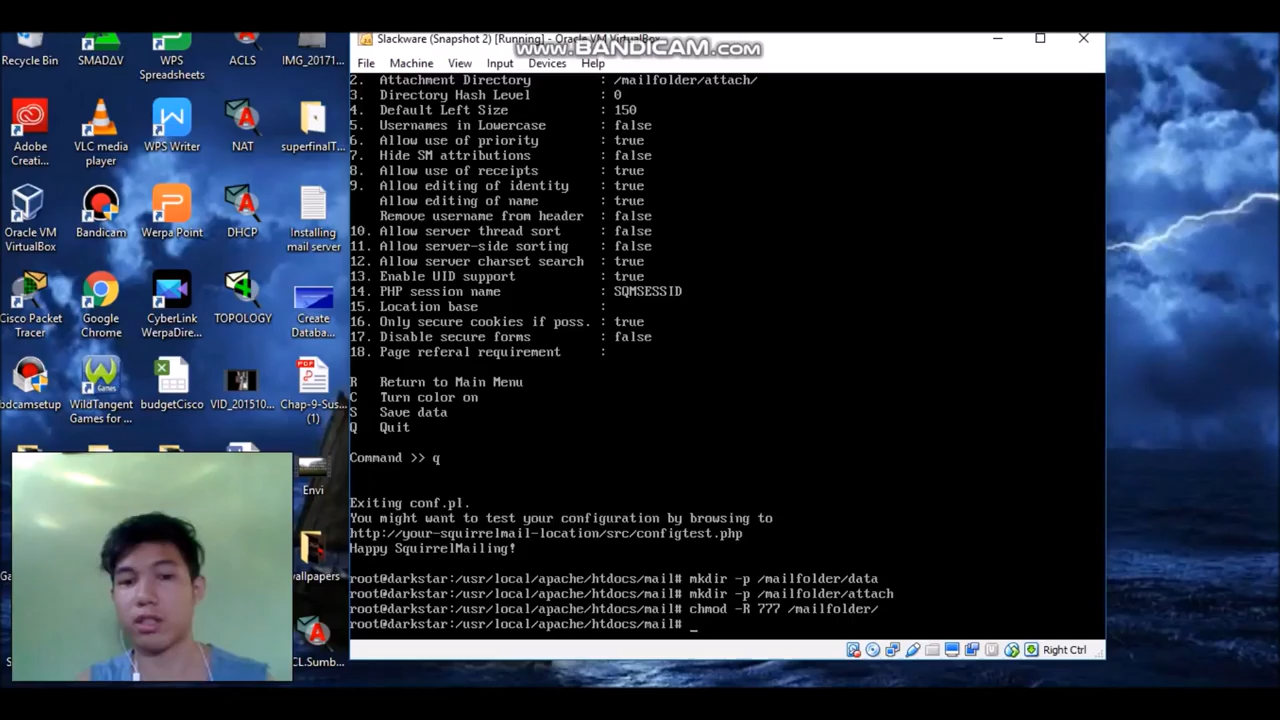 Slackware (Snapshot 2) [Running] - Oracle VM VirtualBox
www.BANDICAM.com
File Machine View Input Devices Help
Recycle Bin
SMADΔV
WPS Spreadsheets
ACLS
IMG_20171...
Adobe Creati...
VLC media player
WPS Writer
NAT
superfinalT...
Oracle VM VirtualBox
Bandicam
Werpa Point
DHCP
Installing mail server
Cisco Packet Tracer
Google Chrome
CyberLink WerpaDire...
TOPOLOGY
Create Databa...
bdcamsetup
WildTangent Games for ...
budgetCisco
VID_201510...
PDF
Chap-9-Sus... (1)
Envi
wallpapers
ACL.Sumb...
2. Attachment Directory : /mailfolder/attach/
3. Directory Hash Level : 0
4. Default Left Size : 150
5. Usernames in Lowercase : false
6. Allow use of priority : true
7. Hide SM attributions : false
8. Allow use of receipts : true
9. Allow editing of identity : true
Allow editing of name : true
Remove username from header : false
10. Allow server thread sort : false
11. Allow server-side sorting : false
12. Allow server charset search : true
13. Enable UID support : true
14. PHP session name : SQMSESSID
15. Location base :
16. Only secure cookies if poss. : true
17. Disable secure forms : false
18. Page referal requirement :
R Return to Main Menu
C Turn color on
S Save data
Q Quit
Command >> q
Exiting conf.pl.
You might want to test your configuration by browsing to
http://your-squirrelmail-location/src/configtest.php
Happy SquirrelMailing!
root@darkstar:/usr/local/apache/htdocs/mail# mkdir -p /mailfolder/data
root@darkstar:/usr/local/apache/htdocs/mail# mkdir -p /mailfolder/attach
root@darkstar:/usr/local/apache/htdocs/mail# chmod -R 777 /mailfolder/
root@darkstar:/usr/local/apache/htdocs/mail# _
Right Ctrl